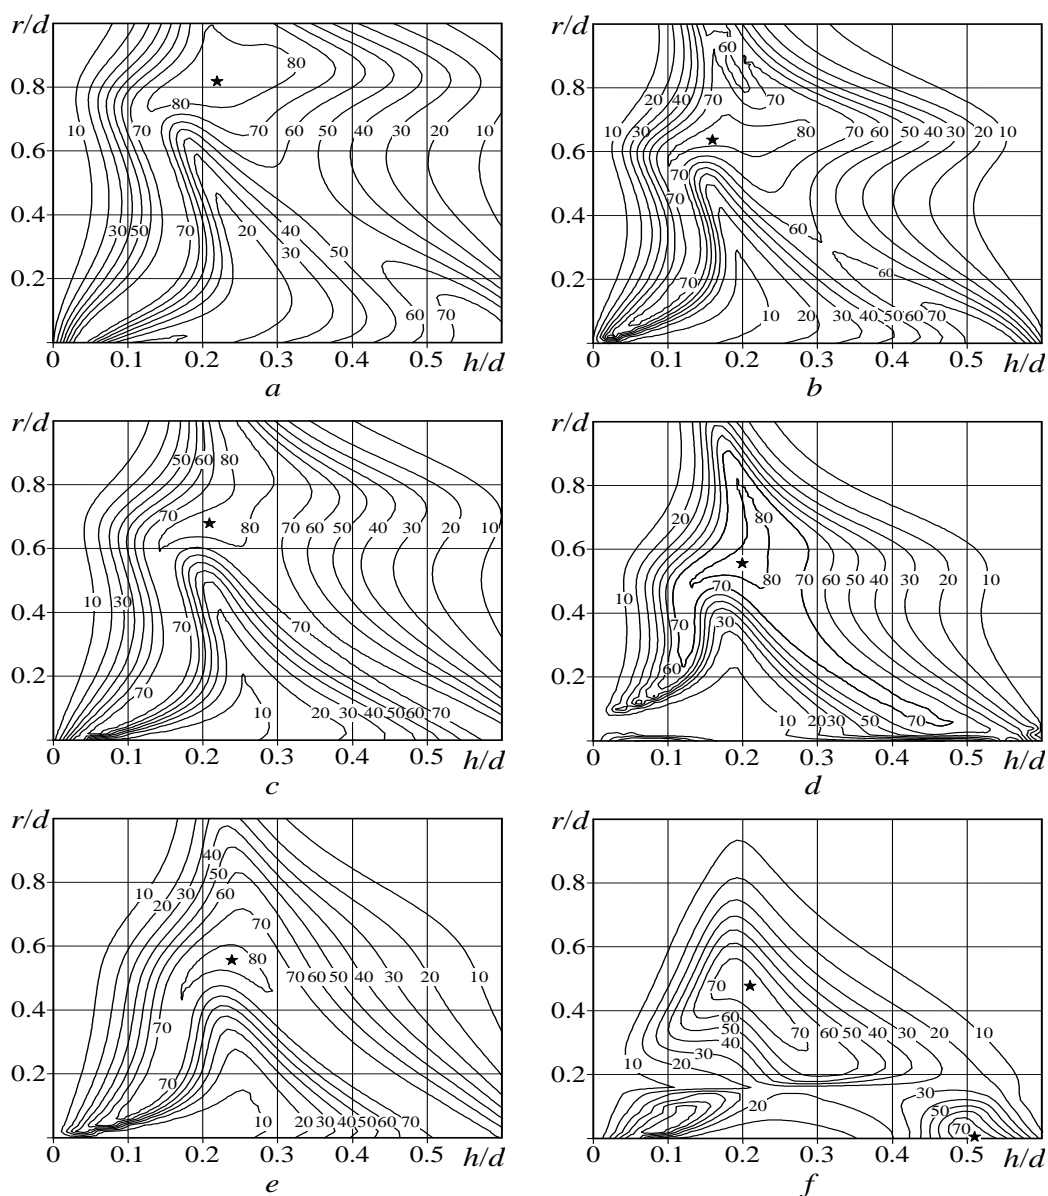 r/d r/d
0.8 80 80 0.8 60 20 40 70 70
10 70 70 60 50 40 30 20 10 10 30 80 70 60 50 40 30 20 10
0.6 0.6
0.4 30 50 70 20 40 30 50 0.4 70 70 60
0.2 60 70 0.2 70 60 10 20 30 40 50 60 70
0 0.1 0.2 0.3 0.4 0.5 h/d 0 0.1 0.2 0.3 0.4 0.5 h/d
a b
r/d r/d
0.8 50 60 80 0.8 20 80
70 80 70 60 50 40 30 20 10
0.6 0.6 80 70 60 50 40 30 20 10
0.4 10 30 70 70 0.4 10 70 70 30
0.2 70 10 20 30 40 50 60 70 0.2 60 10 20 30 50 70
0 0.1 0.2 0.3 0.4 0.5 h/d 0 0.1 0.2 0.3 0.4 0.5 h/d
c d
r/d r/d
0.8 10 20 30 40 50 60 0.8
0.6 70 80 70 60 50 40 30 20 10 0.6
0.4 70 0.4 70 60 50 40 70 60 50 40 30 20 10
0.2 70 10 20 30 40 50 60 70 0.2 10 20 30 20 30 50 70
0 0.1 0.2 0.3 0.4 0.5 h/d 0 0.1 0.2 0.3 0.4 0.5 h/d
e f